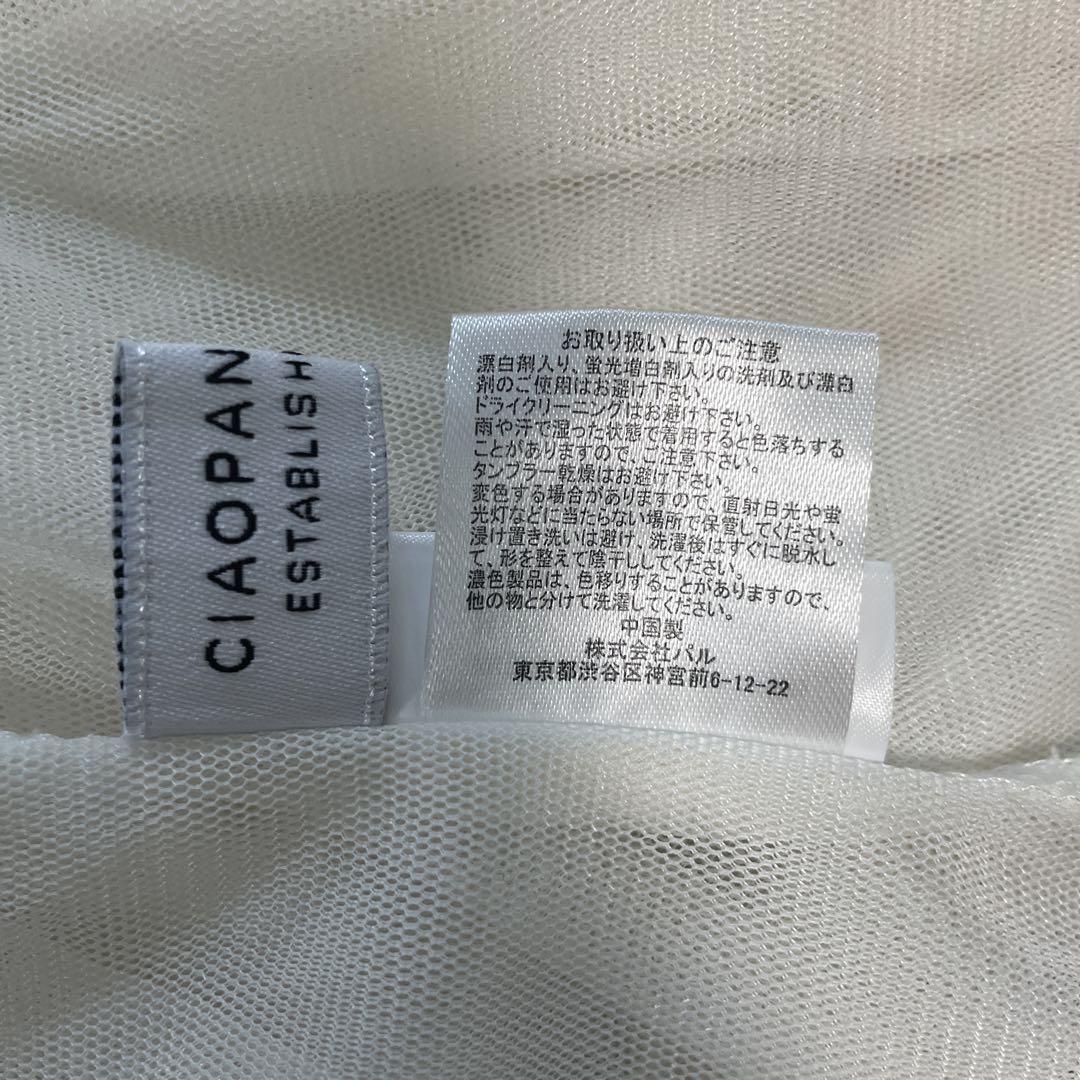 CIAOPAN
ESTABLISH
お取り扱い上のご注意
漂白剤入り、蛍光増白剤入りの洗剤及び漂白
剤のご使用はお避け下さい。
ドライクリーニングはお避け下さい。
雨や汗で湿った状態で着用すると色落ちする
ことがありますので、ご注意下さい。
タンブラー乾燥はお避け下さい。
変色する場合がありますので、直射日光や蛍
光灯などに当たらない場所で保管してください。
浸け置き洗いは避け、洗濯後はすぐに脱水し
て、形を整えて陰干ししてください。
濃色製品は、色移りすることがありますので、
他の物と分けて洗濯してください。
中国製
株式会社パル
東京都渋谷区神宮前6-12-22